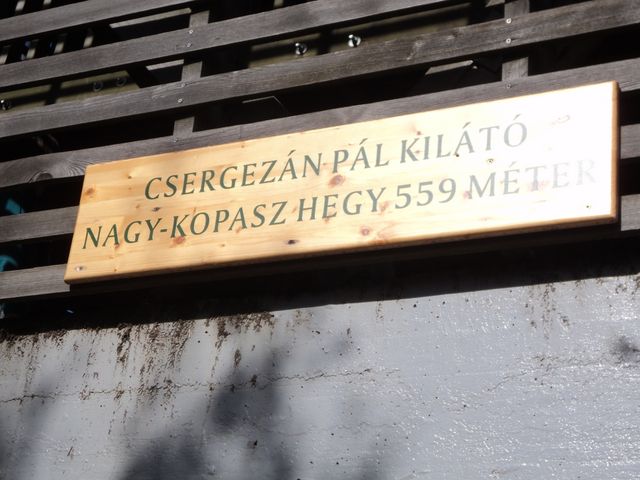 CSERGEZÁN PÁL KILÁTÓ
NAGY-KOPASZ HEGY 559 MÉTER